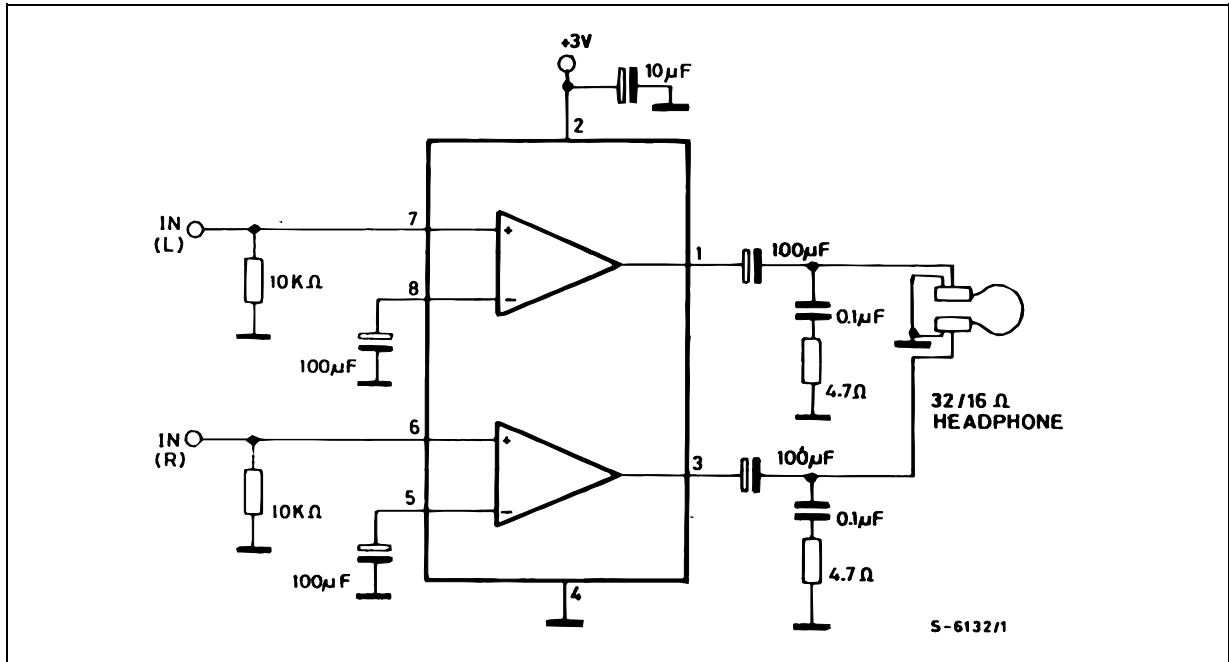 +3V
10µF
2
IN
(L)
7
+
1
100µF
10KΩ
8
−
0.1µF
100µF
4.7Ω
32/16 Ω
HEADPHONE
IN
(R)
6
+
3
100µF
10KΩ
5
−
0.1µF
100µF
4.7Ω
4
S-6132/1